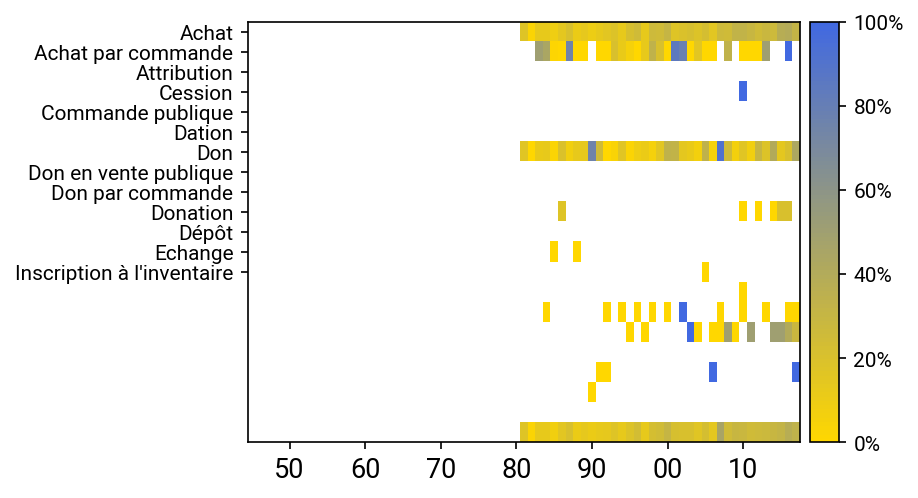 Achat
Achat par commande
Attribution
Cession
Commande publique
Dation
Don
Don en vente publique
Don par commande
Donation
Dépôt
Echange
Inscription à l'inventaire
50 60 70 80 90 00 10
100%
80%
60%
40%
20%
0%